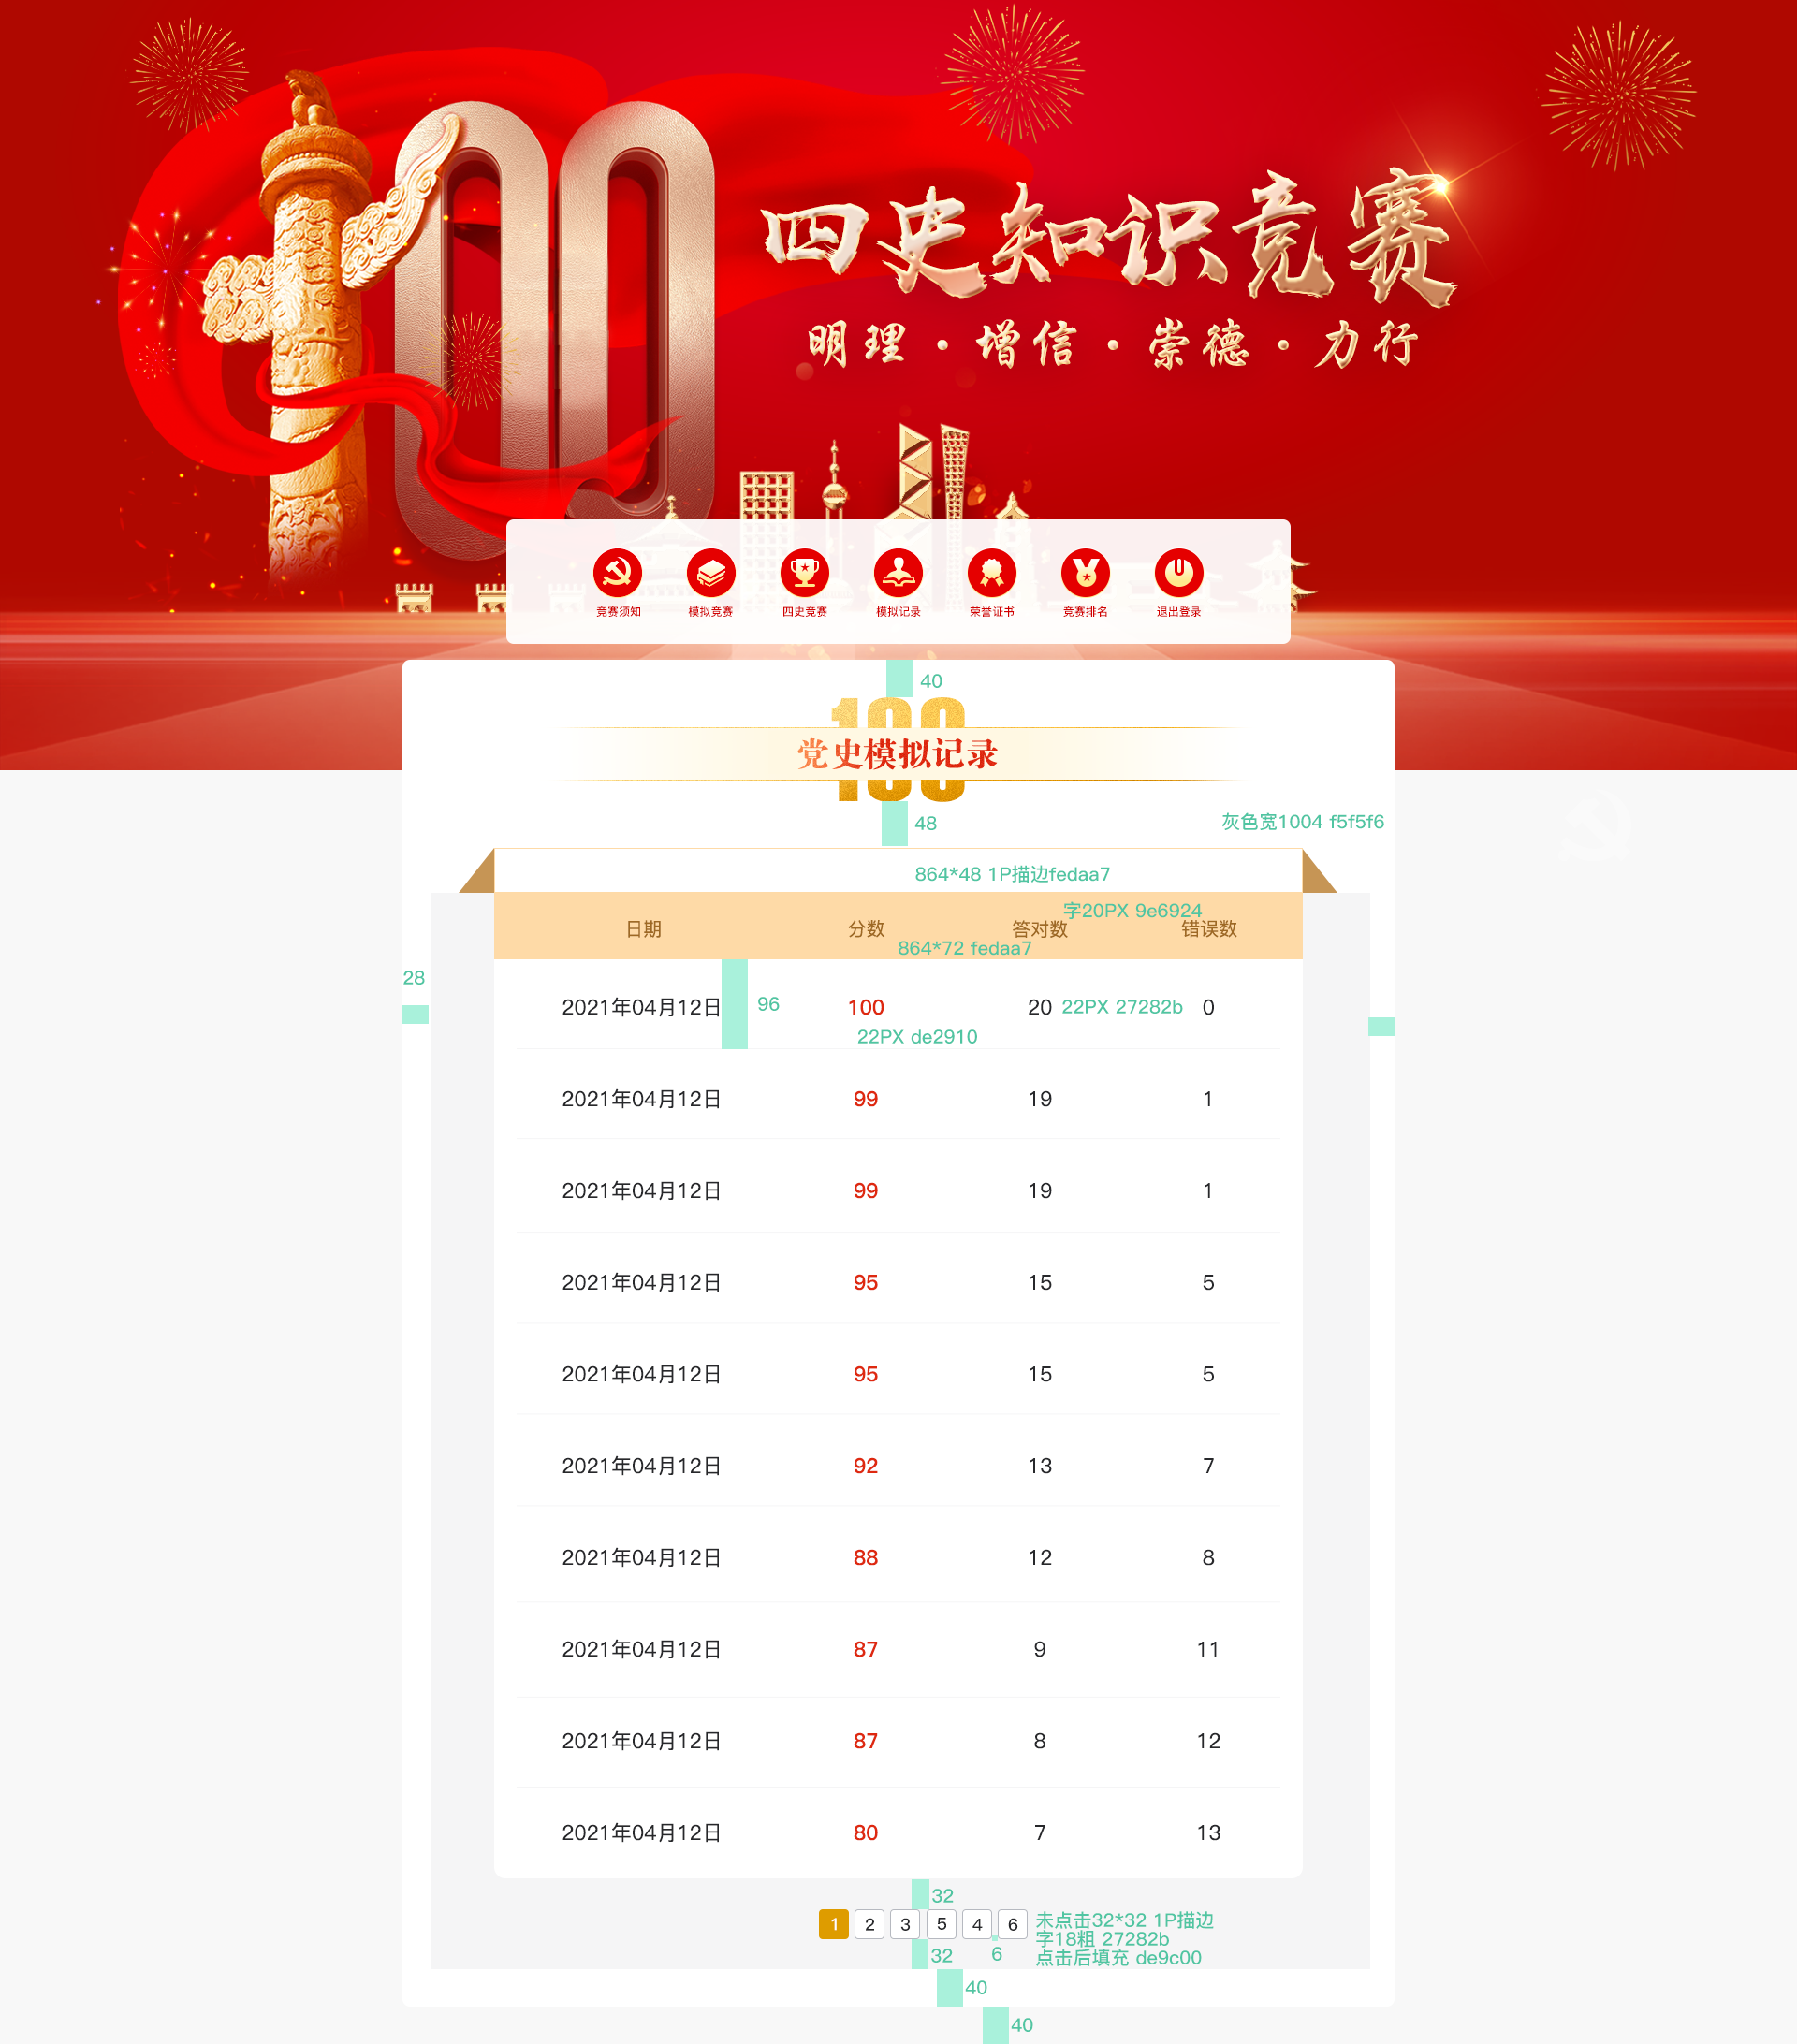 100
四史知识竞赛
明理·增信·崇德·力行
竞赛须知 模拟竞赛 四史竞赛 模拟记录 荣誉证书 竞赛排名 退出登录
40
100
党史模拟记录
48
灰色宽1004 f5f5f6
864*48 1P描边fedaa7
字20PX 9e6924
日期 分数 答对数 错误数
864*72 fedaa7
28
2021年04月12日 96 100 20 22PX 27282b 0
22PX de2910
2021年04月12日 99 19 1
2021年04月12日 99 19 1
2021年04月12日 95 15 5
2021年04月12日 95 15 5
2021年04月12日 92 13 7
2021年04月12日 88 12 8
2021年04月12日 87 9 11
2021年04月12日 87 8 12
2021年04月12日 80 7 13
32
1 2 3 5 4 6
未点击32*32 1P描边
字18粗 27282b
32 6
点击后填充 de9c00
40
40